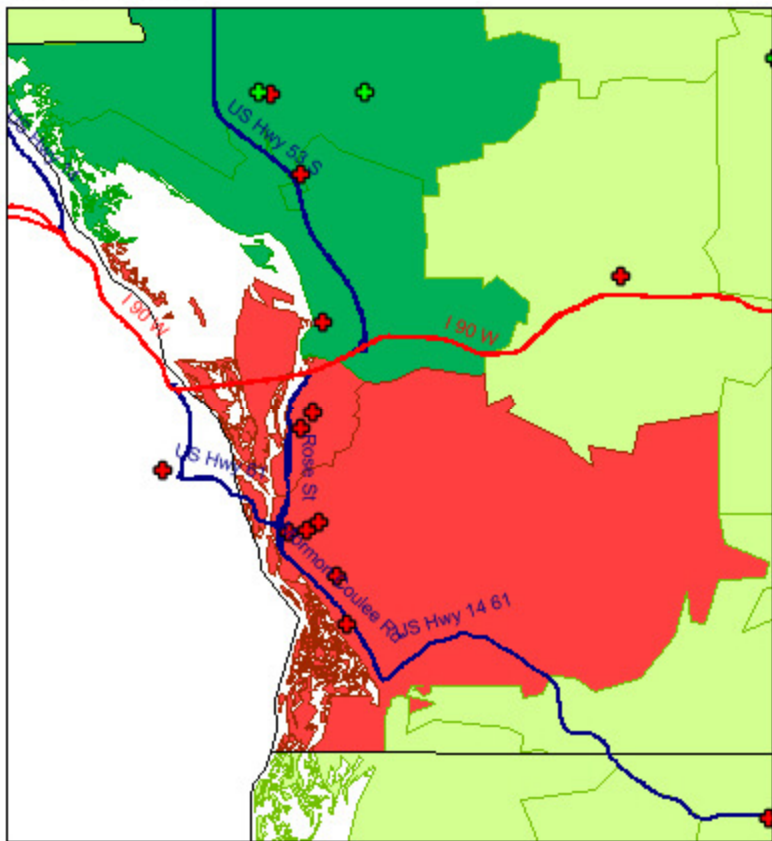 US Hwy 53 S
I 90 W
I 90 W
US Hwy 61
Rose St
Mormon Coulee Rd
US Hwy 14 61